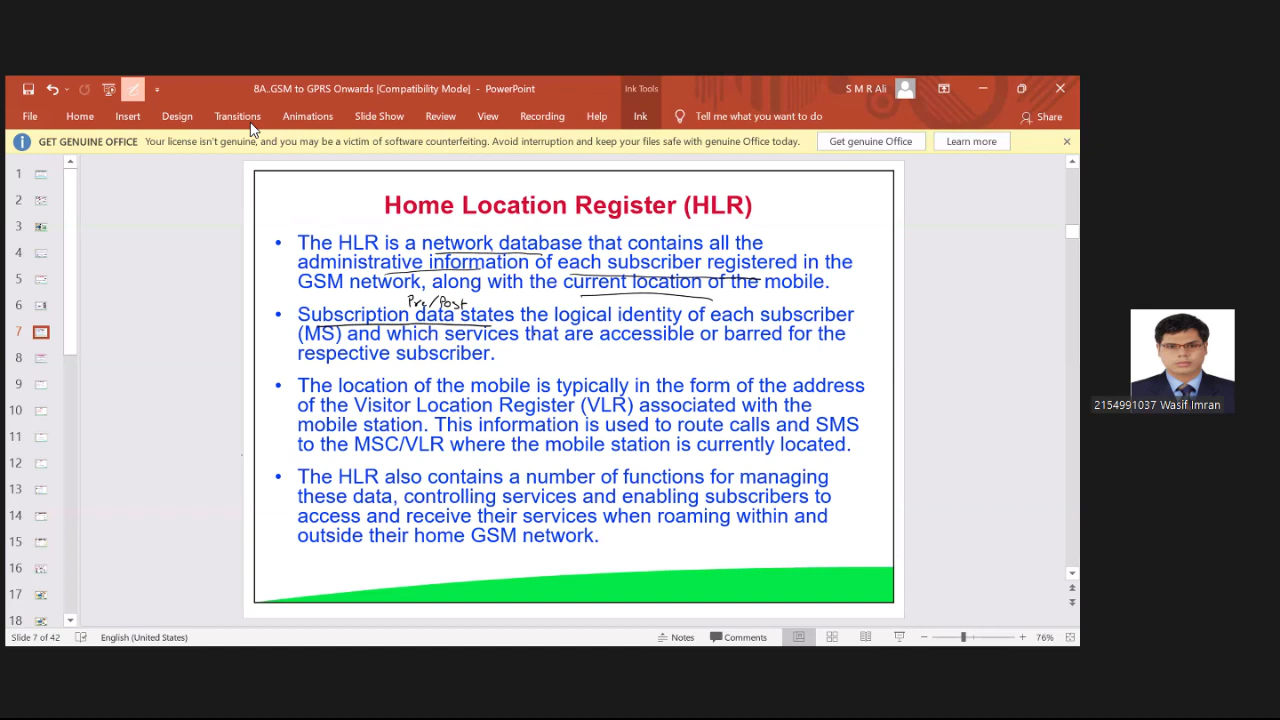 8A..GSM to GPRS Onwards [Compatibility Mode] - PowerPoint
Ink Tools
S M R Ali
File Home Insert Design Transitions Animations Slide Show Review View Recording Help Ink Tell me what you want to do Share
GET GENUINE OFFICE Your license isn't genuine, and you may be a victim of software counterfeiting. Avoid interruption and keep your files safe with genuine Office today. Get genuine Office Learn more
1
2
3
4
5
6
7
8
9
10
11
12
13
14
15
16
17
18
Home Location Register (HLR)
• The HLR is a network database that contains all the
administrative information of each subscriber registered in the
GSM network, along with the current location of the mobile.
Pre/Post
• Subscription data states the logical identity of each subscriber
(MS) and which services that are accessible or barred for the
respective subscriber.
• The location of the mobile is typically in the form of the address
of the Visitor Location Register (VLR) associated with the
mobile station. This information is used to route calls and SMS
to the MSC/VLR where the mobile station is currently located.
• The HLR also contains a number of functions for managing
these data, controlling services and enabling subscribers to
access and receive their services when roaming within and
outside their home GSM network.
2154991037 Wasif Imran
Slide 7 of 42 English (United States) Notes Comments 76%